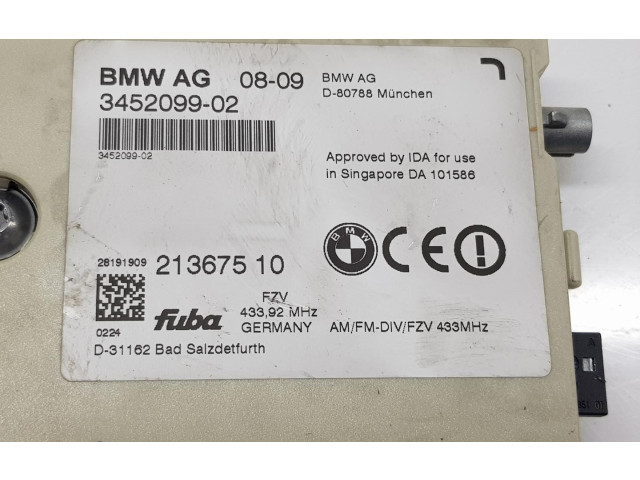 BMW AG 08-09
3452099-02
3452099-02
BMW AG
D-80788 München
Approved by IDA for use
in Singapore DA 101586
BMW
CE
28191909 213675 10
0224
fuba
FZV
433,92 MHz
GERMANY
AM/FM-DIV/FZV 433MHz
D-31162 Bad Salzdetfurth